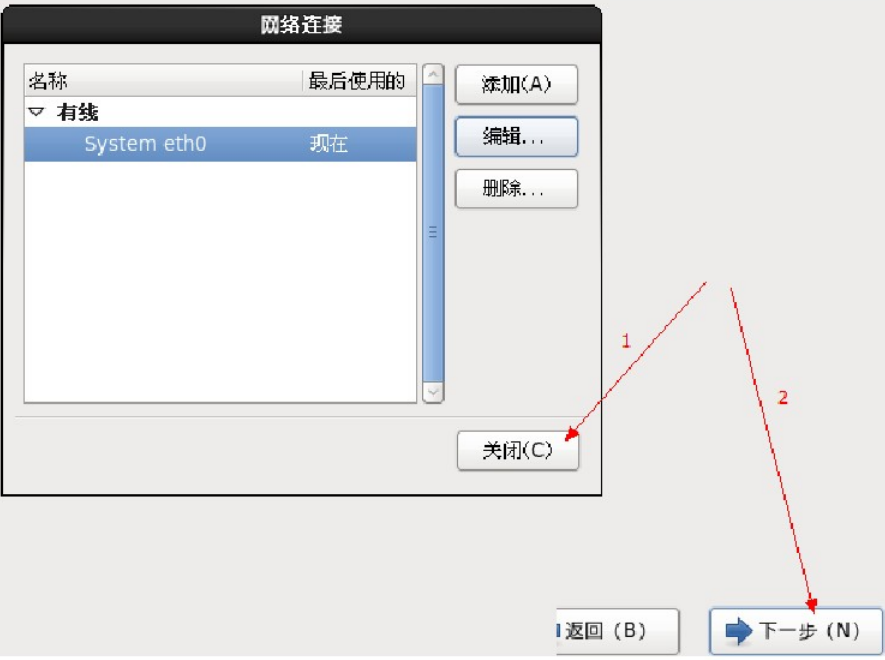 网络连接
名称 最后使用的
有线
System eth0 现在
添加(A)
编辑...
删除...
1
2
关闭(C)
返回 (B)
下一步 (N)